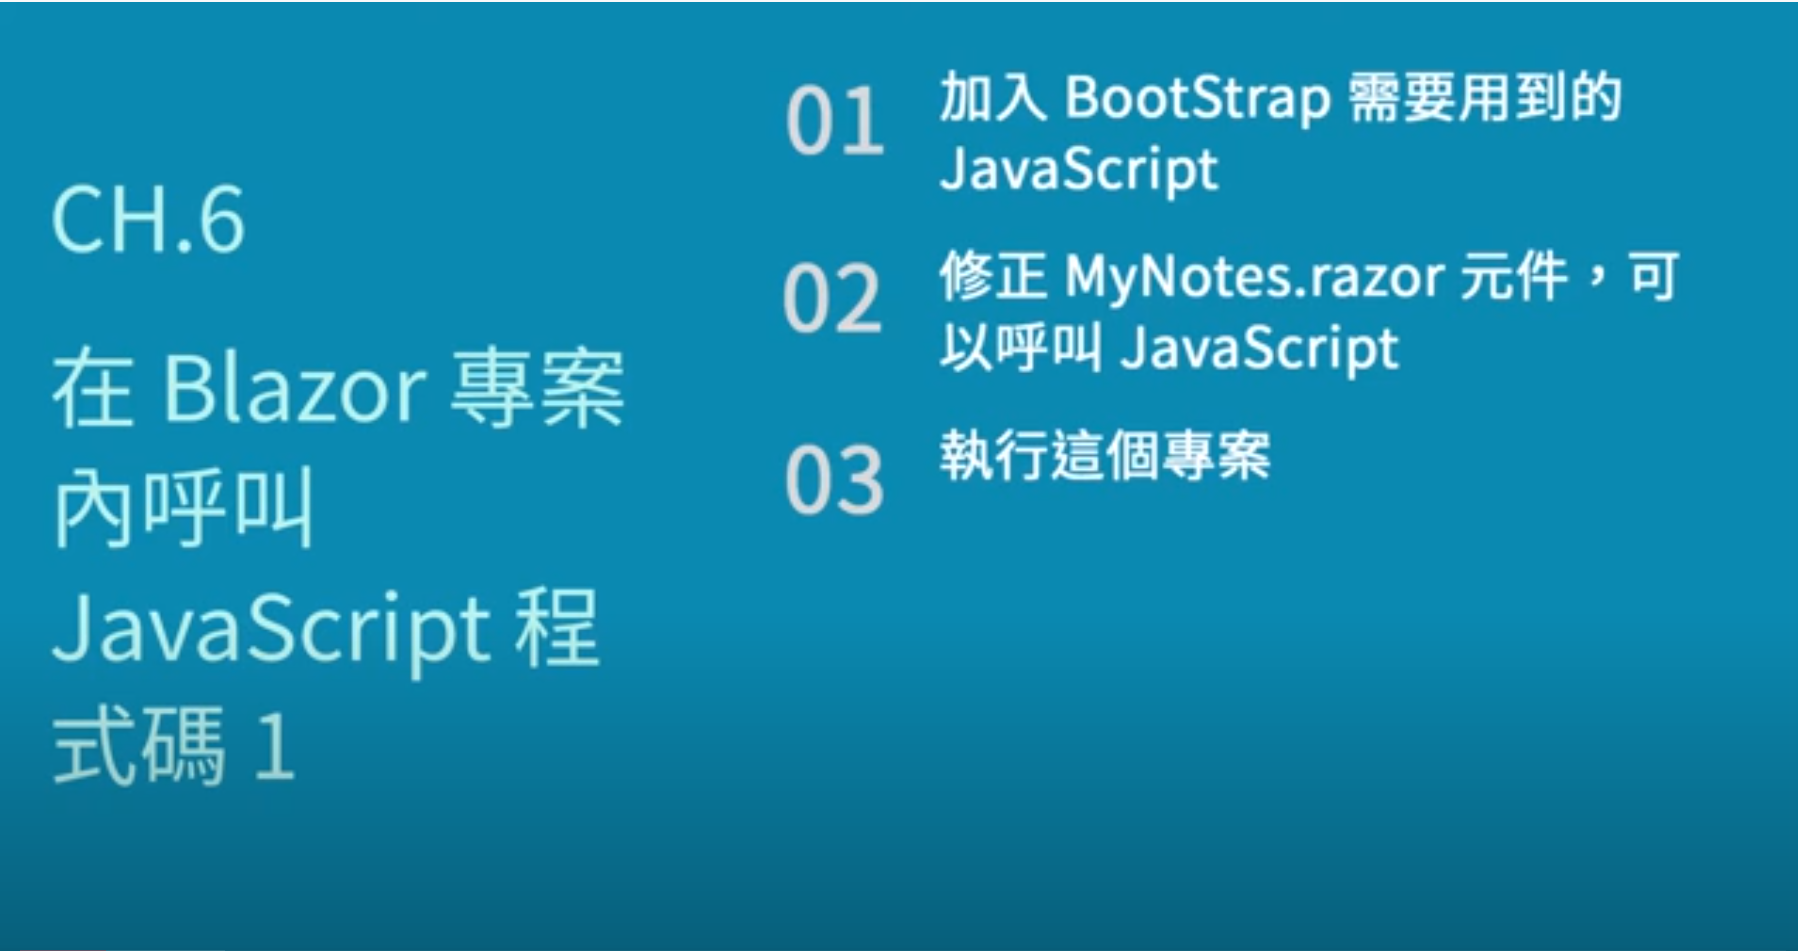 CH.6
在 Blazor 專案
內呼叫
JavaScript 程
式碼 1
01
加入 BootStrap 需要用到的
JavaScript
02
修正 MyNotes.razor 元件，可
以呼叫 JavaScript
03
執行這個專案